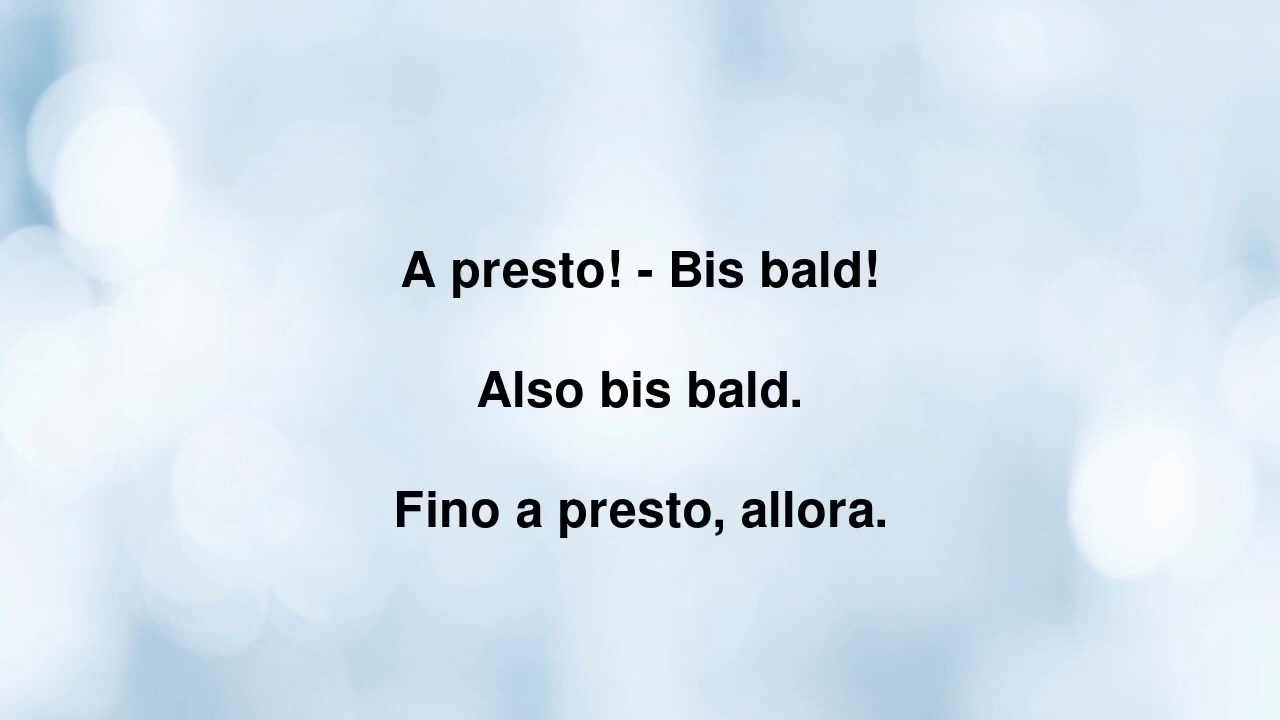 A presto! - Bis bald!
Also bis bald.
Fino a presto, allora.